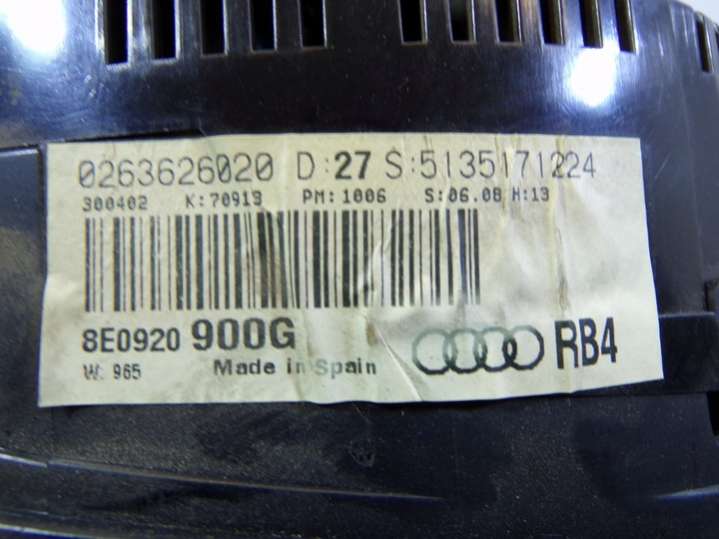 0263626020 D:27 S:5135171224
300402 K:70913 PM:1006 S:06.08 H:13
8E0920 900G RB4
W. 965 Made in Spain